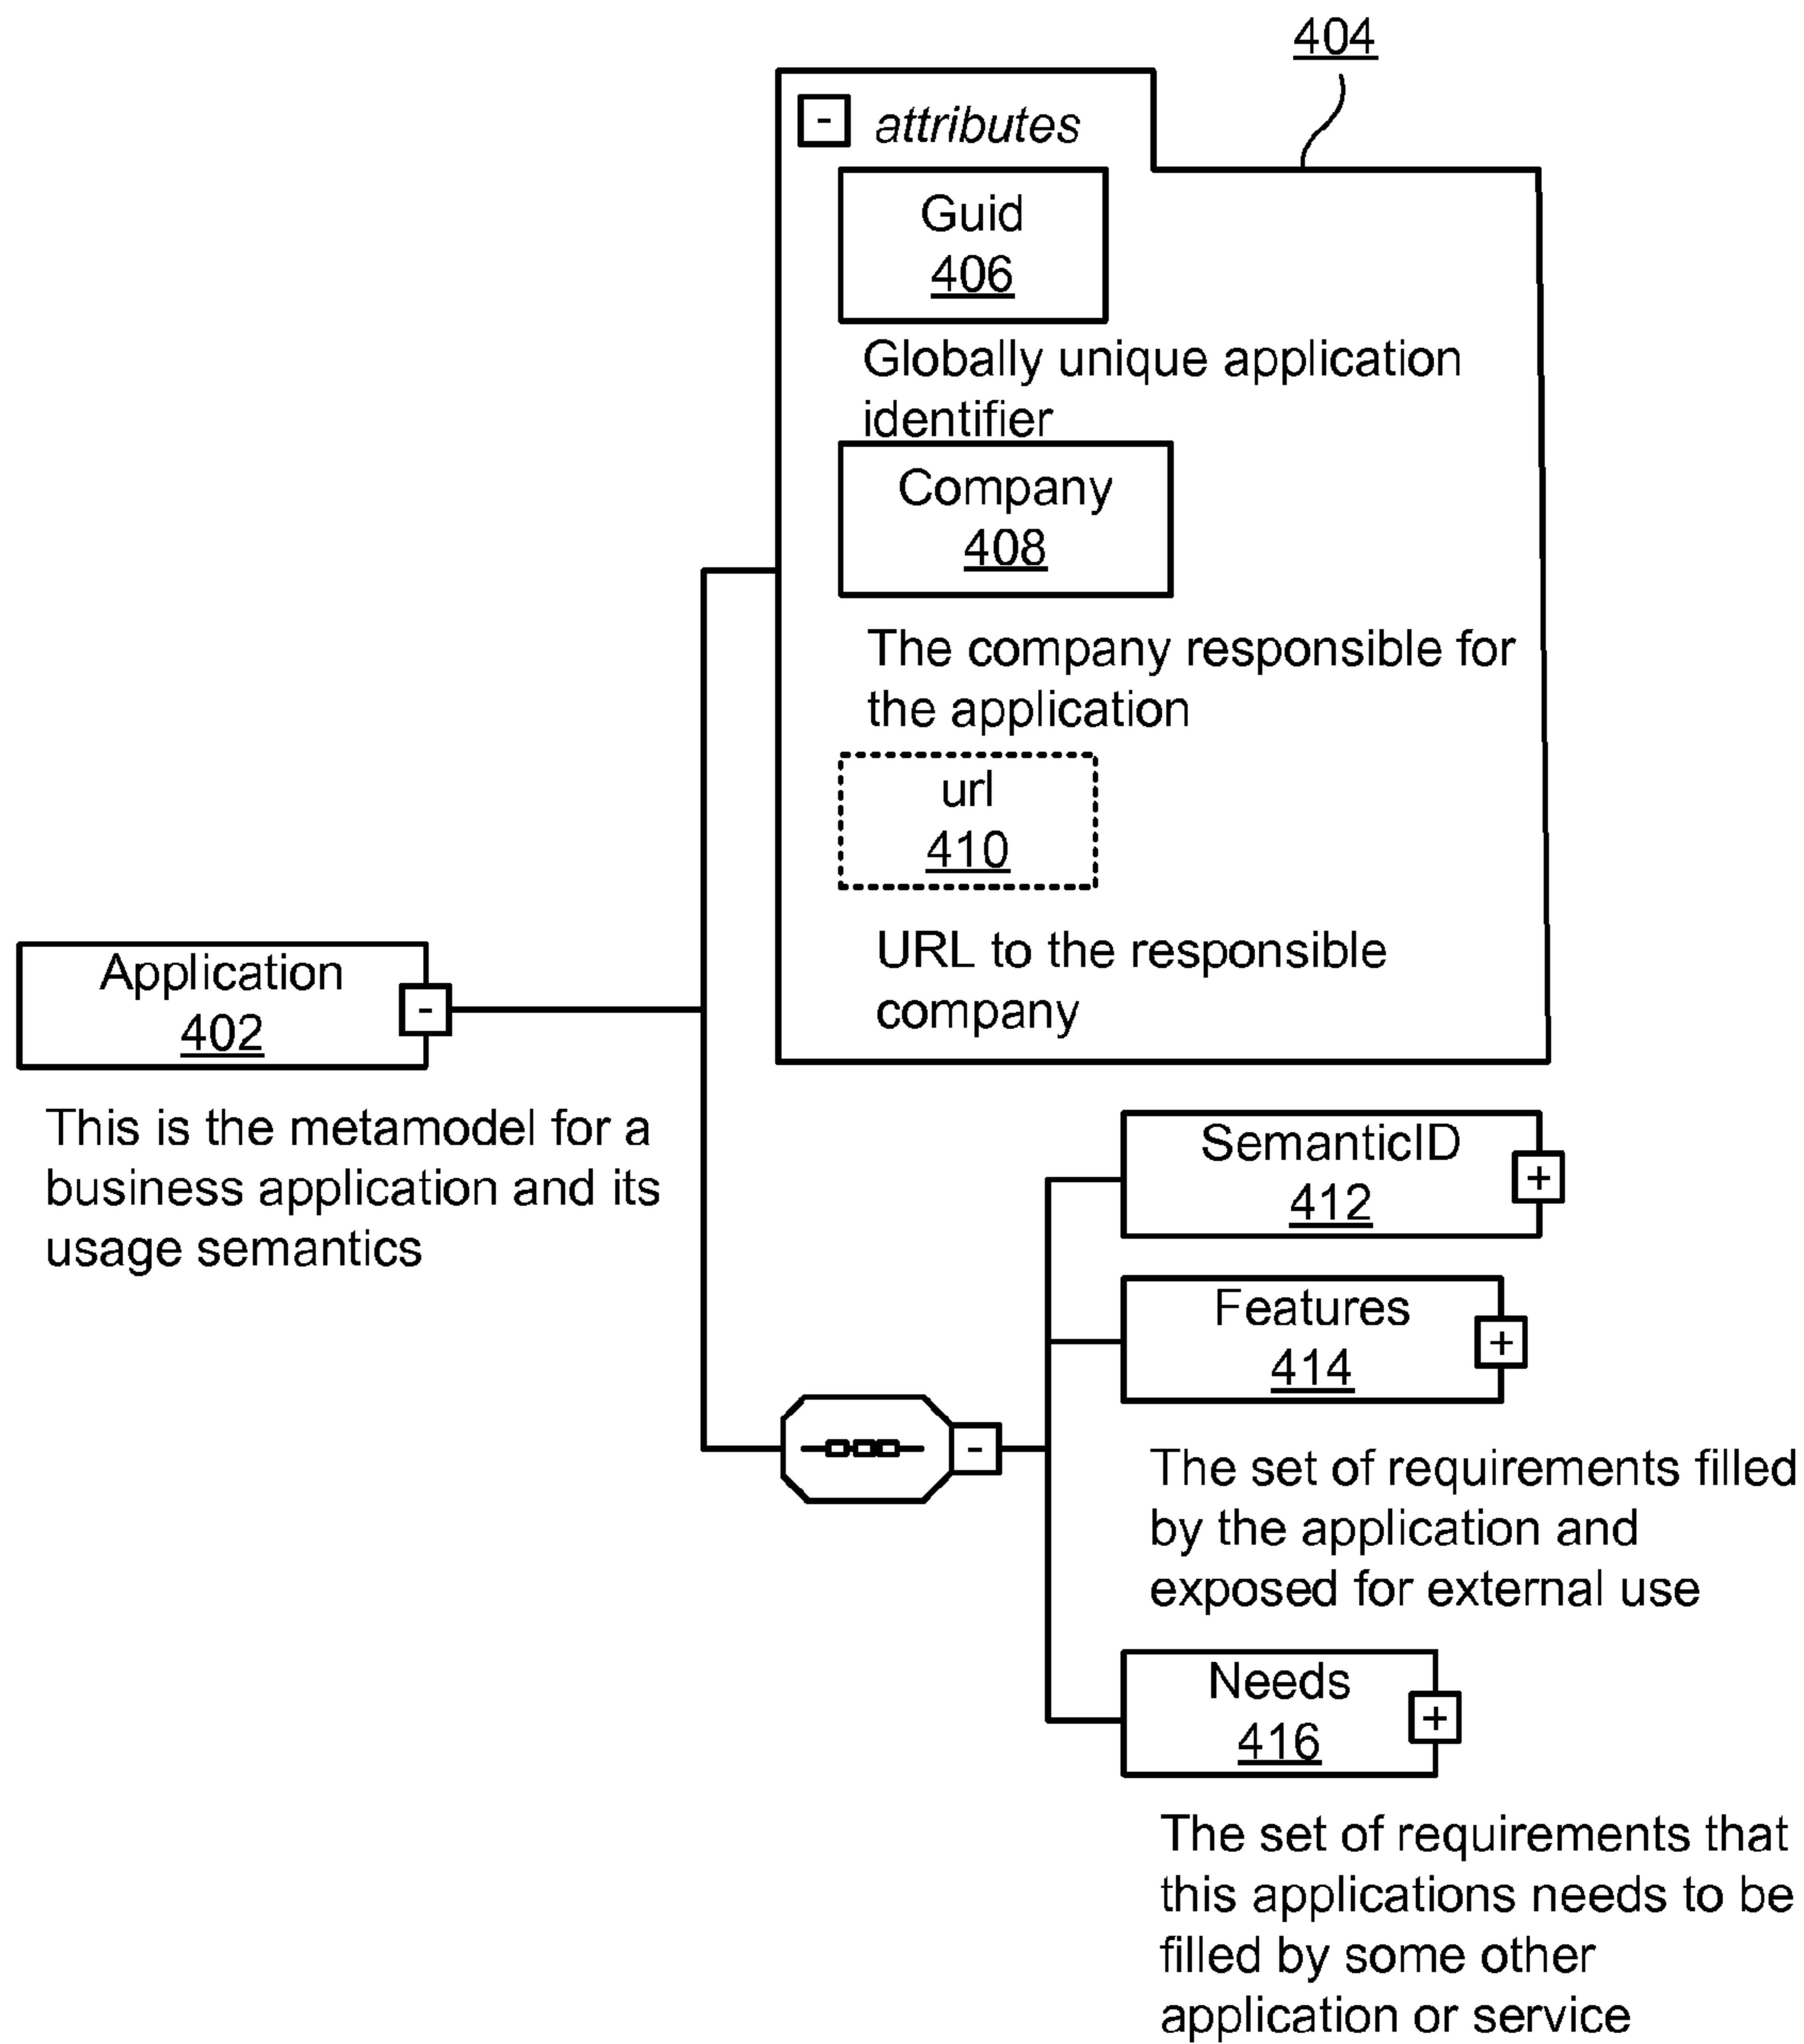 404
- attributes
Guid
406
Globally unique application
identifier
Company
408
The company responsible for
the application
url
410
URL to the responsible
company
Application
402
-
This is the metamodel for a
business application and its
usage semantics
SemanticID
412
+
Features
414
+
-
The set of requirements filled
by the application and
exposed for external use
Needs
416
+
The set of requirements that
this applications needs to be
filled by some other
application or service